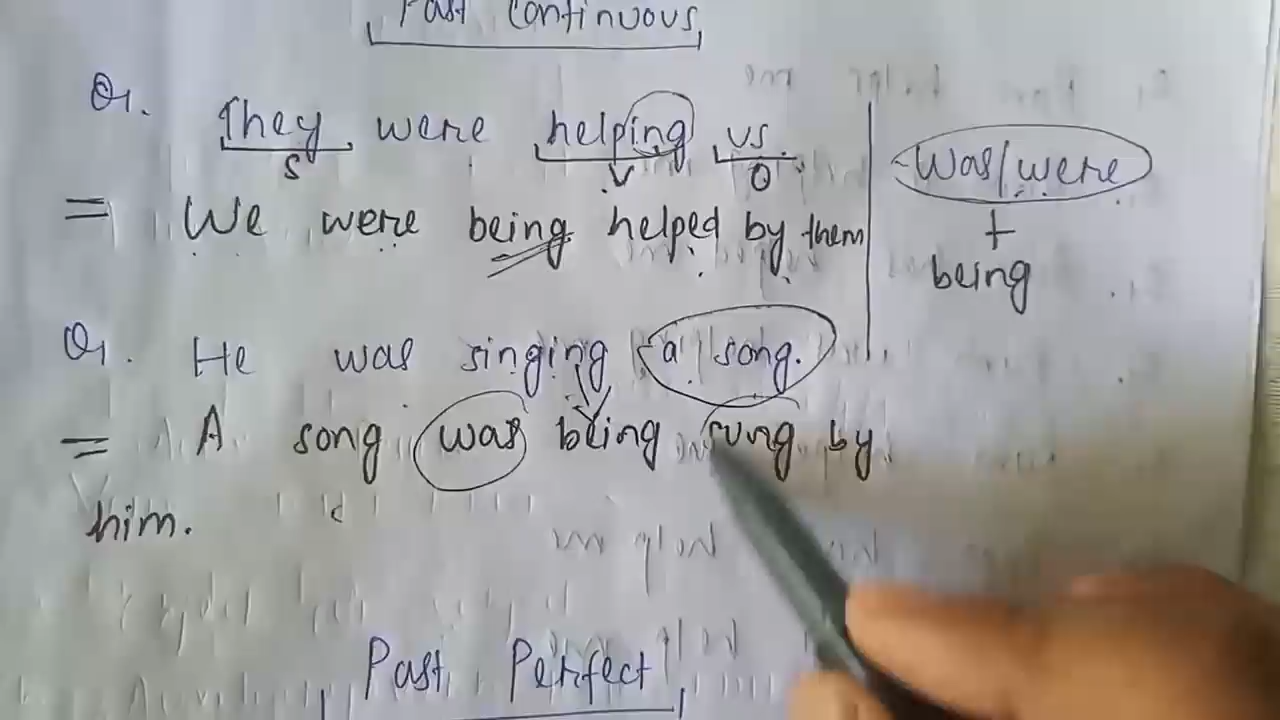 Past Continuous
Q1. They were helping us.
S V O
= We were being helped by them
Was/were
+
being
Q1. He was singing a song.
= A song was being sung by
him.
Past Perfect